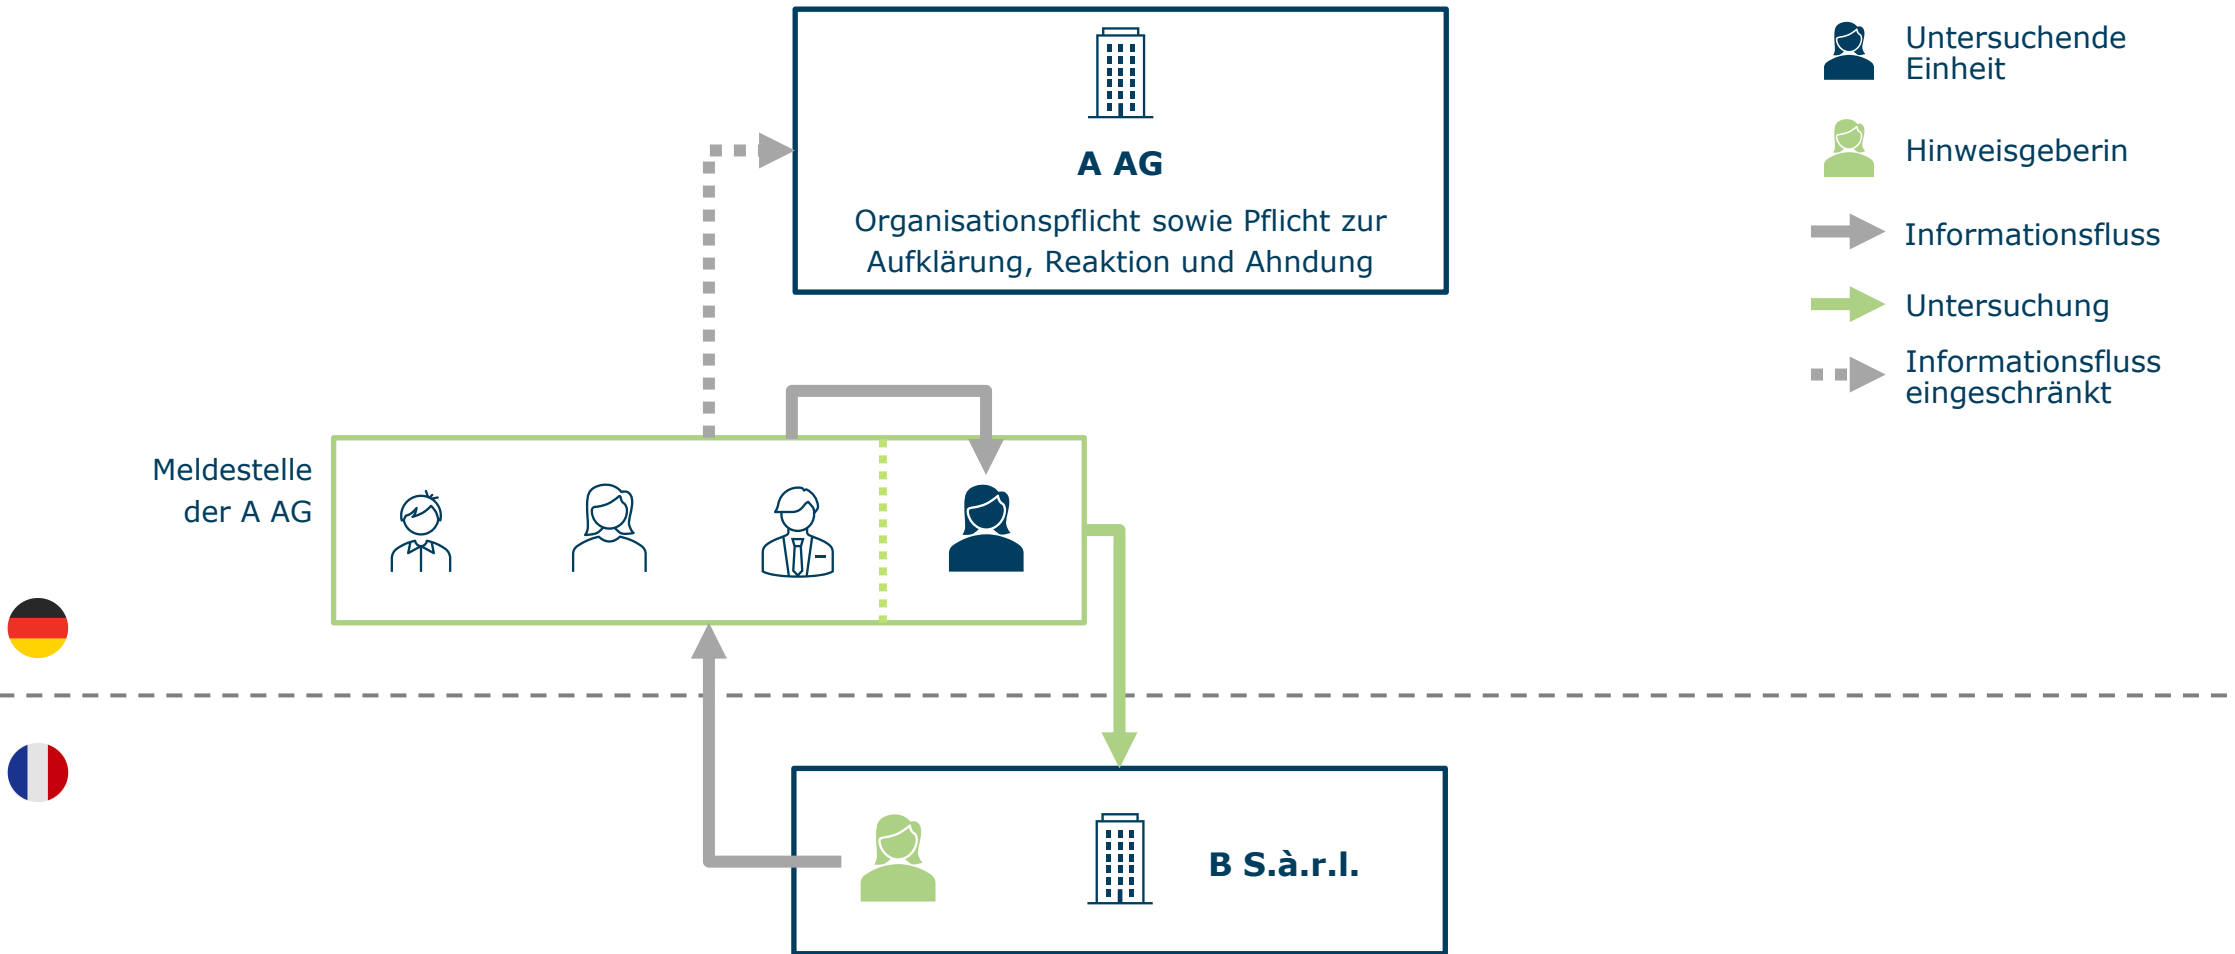 A AG
Organisationspflicht sowie Pflicht zur
Aufklärung, Reaktion und Ahndung
Untersuchende
Einheit
Hinweisgeberin
Informationsfluss
Untersuchung
Informationsfluss
eingeschränkt
Meldestelle
der A AG
B S.à.r.l.